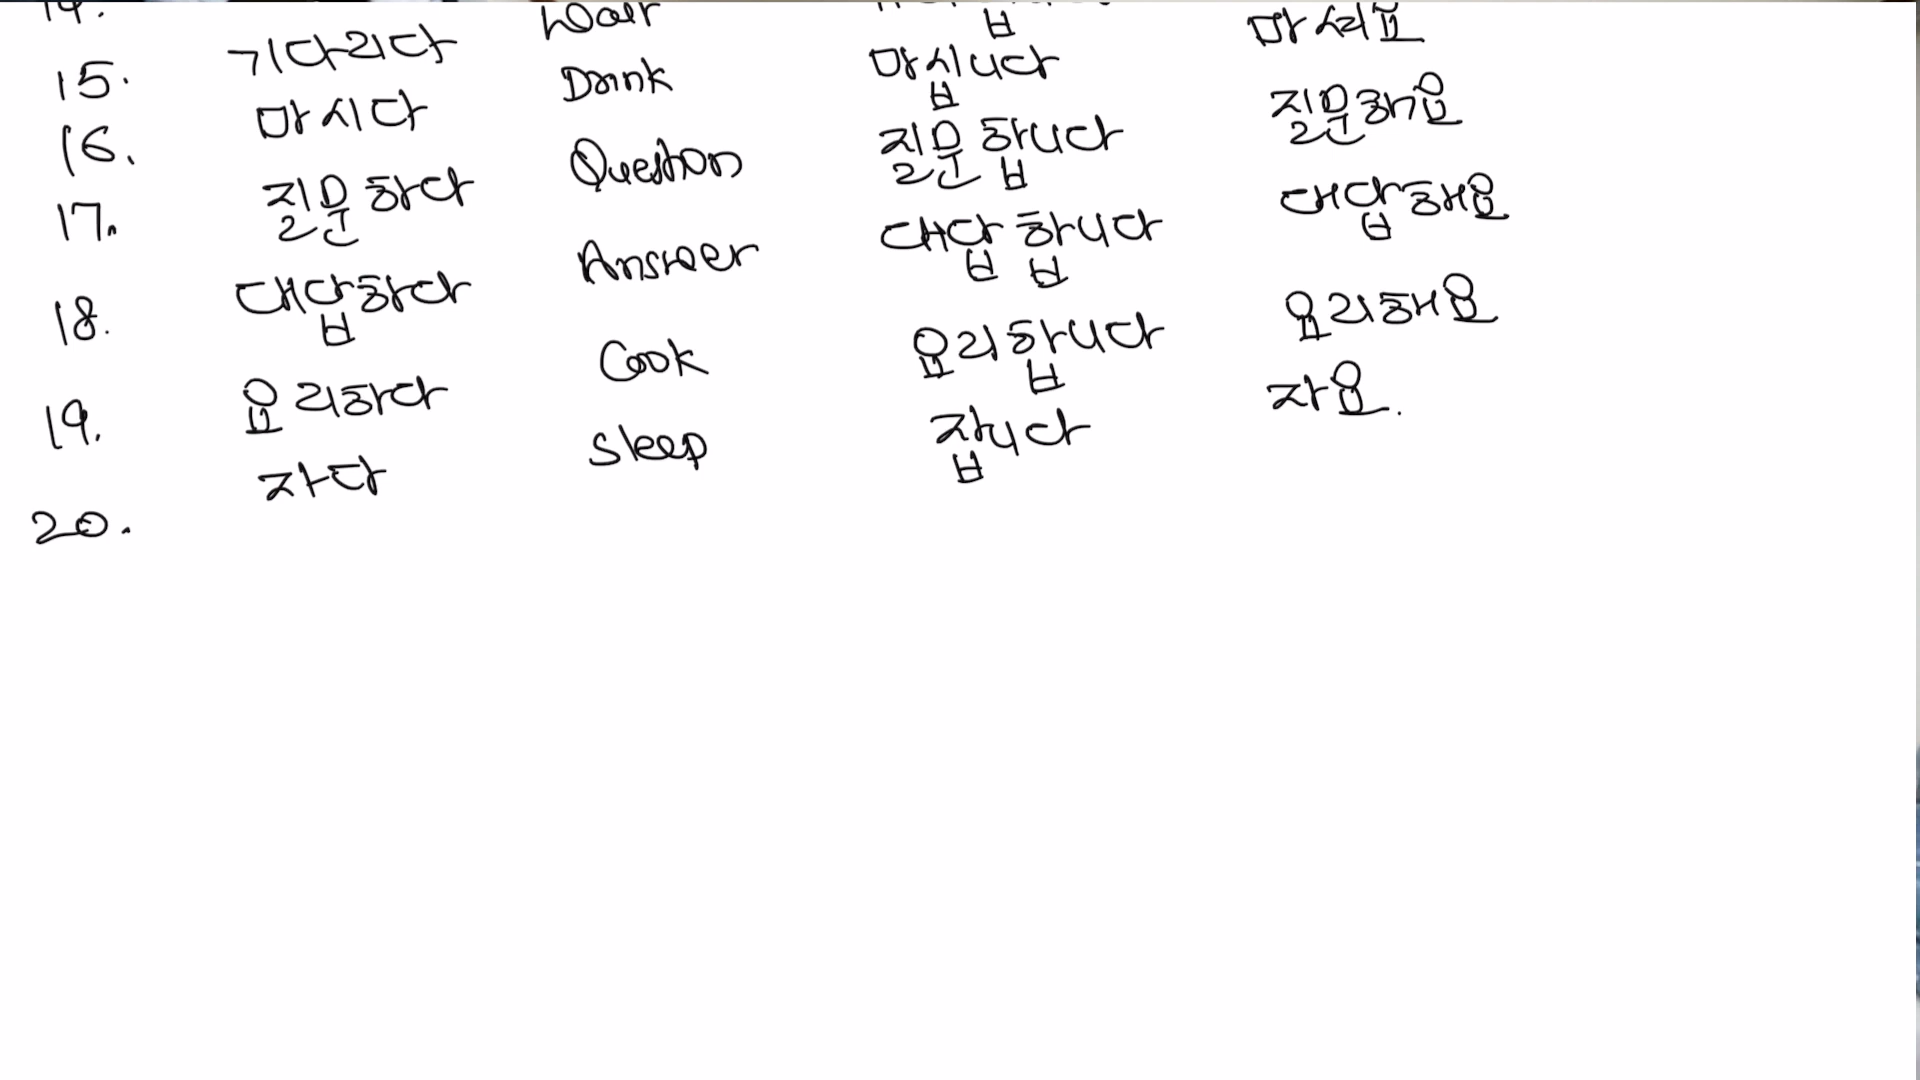 14.
15. 기다리다 Wait
16. 마시다 Drink 마십니다 마셔요
17. 질문하다 Question 질문합니다 질문해요
18. 대답하다 Answer 대답합니다 대답해요
19. 요리하다 Cook 요리합니다 요리해요
20. 자다 Sleep 잡니다 자요.